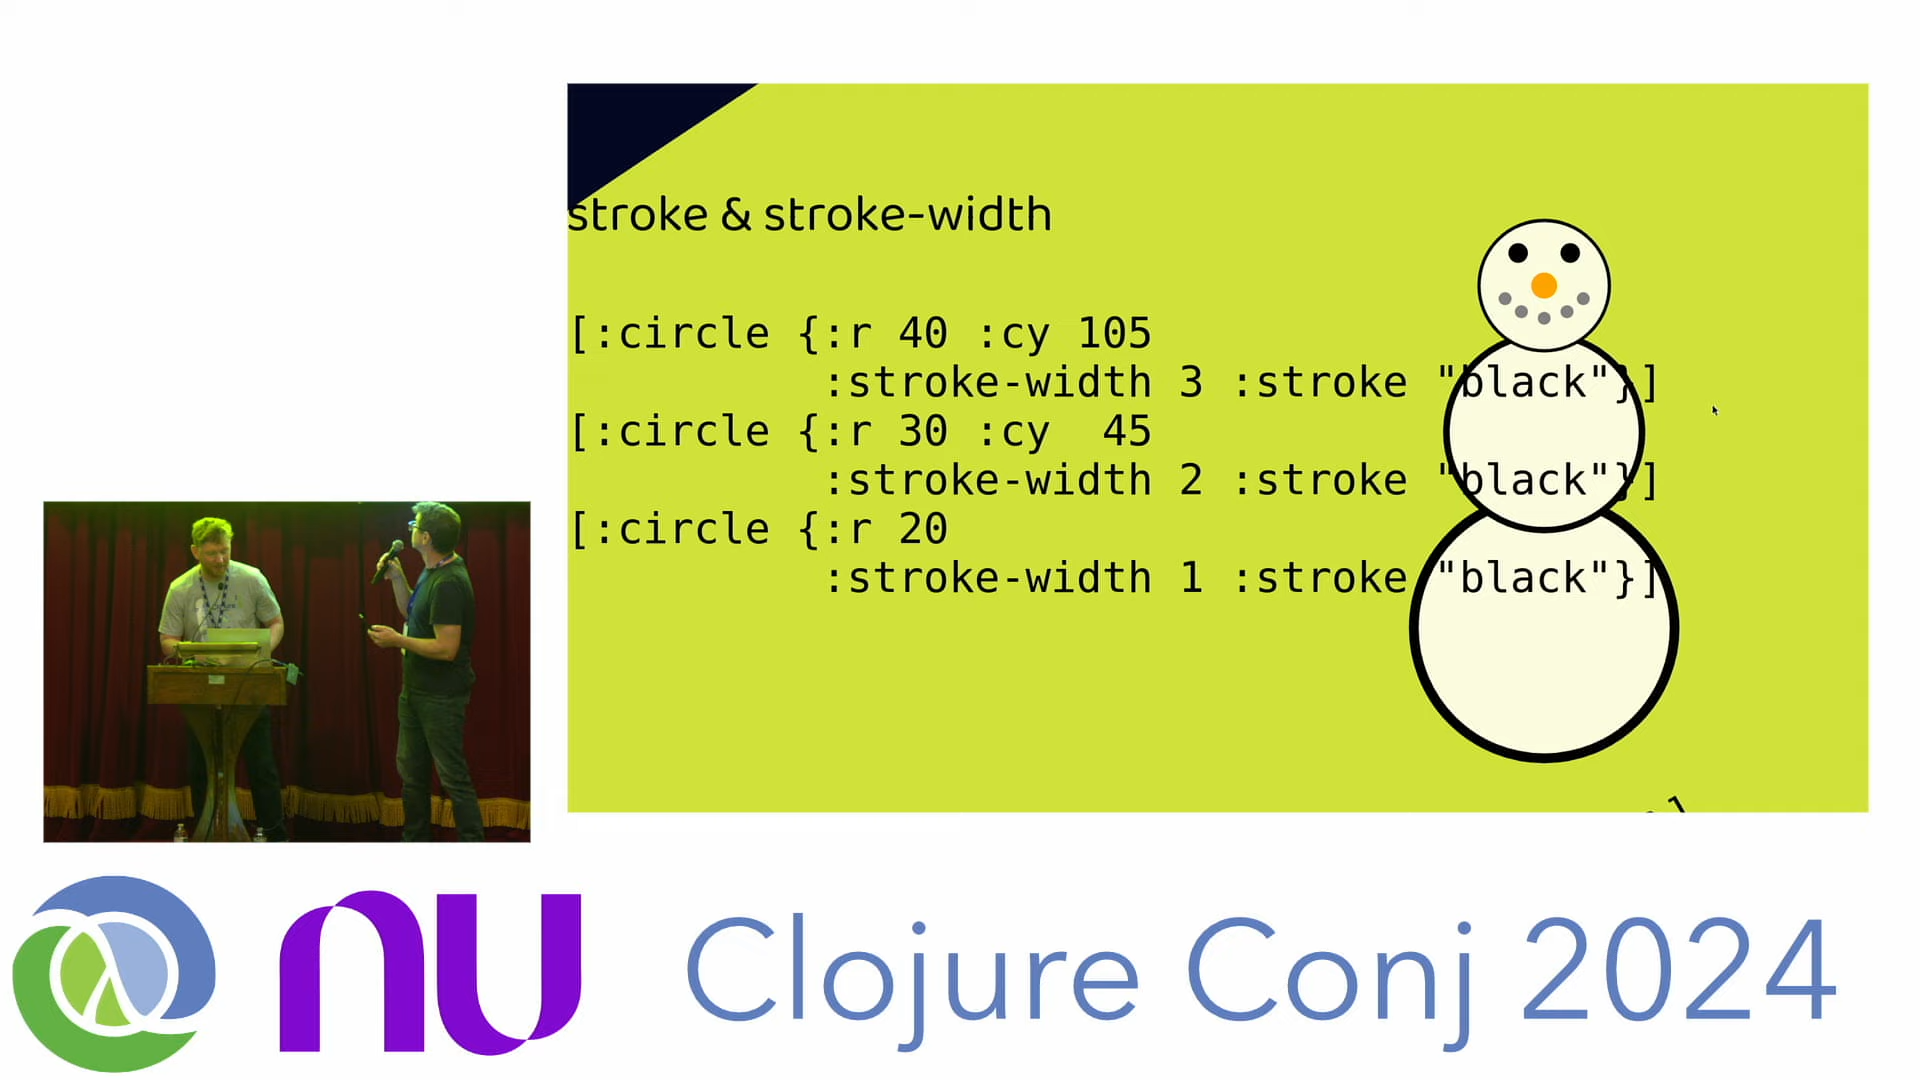 stroke & stroke-width
[:circle {:r 40 :cy 105
:stroke-width 3 :stroke "black"}]
[:circle {:r 30 :cy  45
:stroke-width 2 :stroke "black"}]
[:circle {:r 20
:stroke-width 1 :stroke "black"}]
nu Clojure Conj 2024